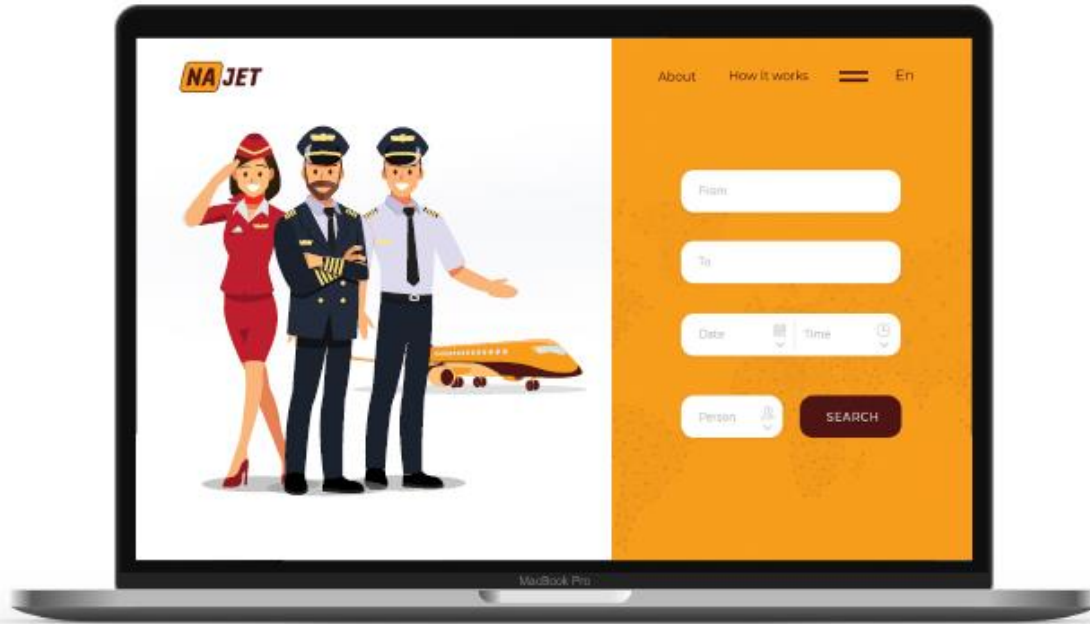 NA JET
About How it works En
From
To
Date Time
Person SEARCH
MacBook Pro